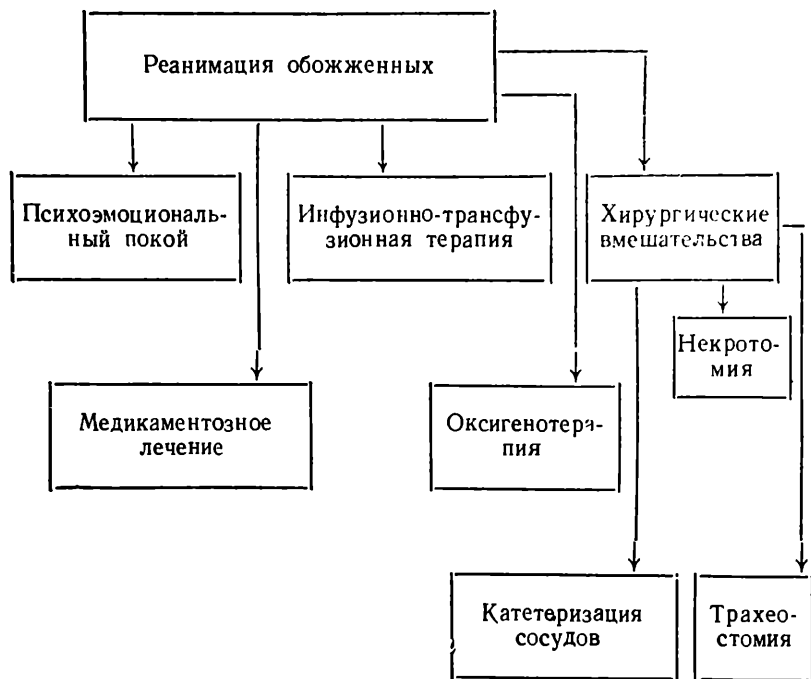 Реанимация обожженных
Психоэмоциональ-
ный покой
Инфузионно-трансфу-
зионная терапия
Хирургические
вмешательства
Некрото-
мия
Медикаментозное
лечение
Оксигенотера-
пия
Катетеризация
сосудов
Трахео-
стомия